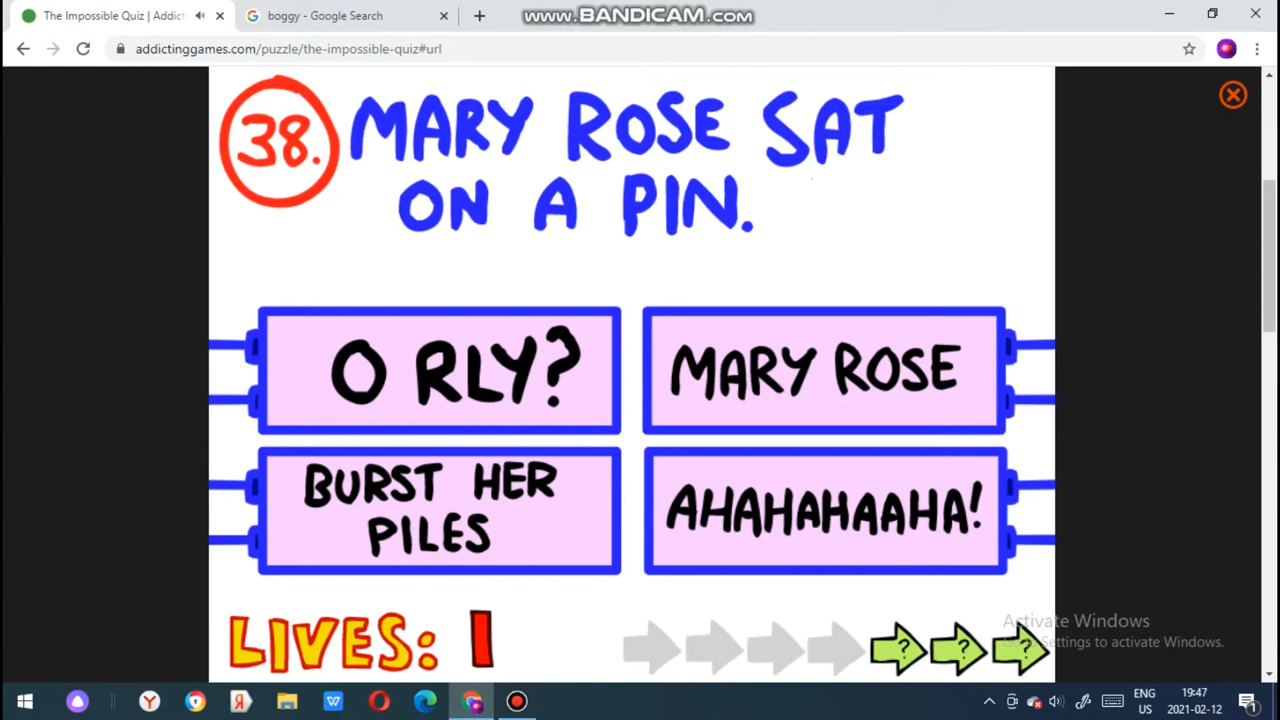 The Impossible Quiz | Addicti
boggy - Google Search
www.BANDICAM.com
addictinggames.com/puzzle/the-impossible-quiz#url
38. MARY ROSE SAT
ON A PIN.
O RLY?
MARY ROSE
BURST HER
PILES
AHAHAHAAHA!
LIVES: 1
? ? ?
Activate Windows
Go to Settings to activate Windows.
ENG
US
19:47
2021-02-12